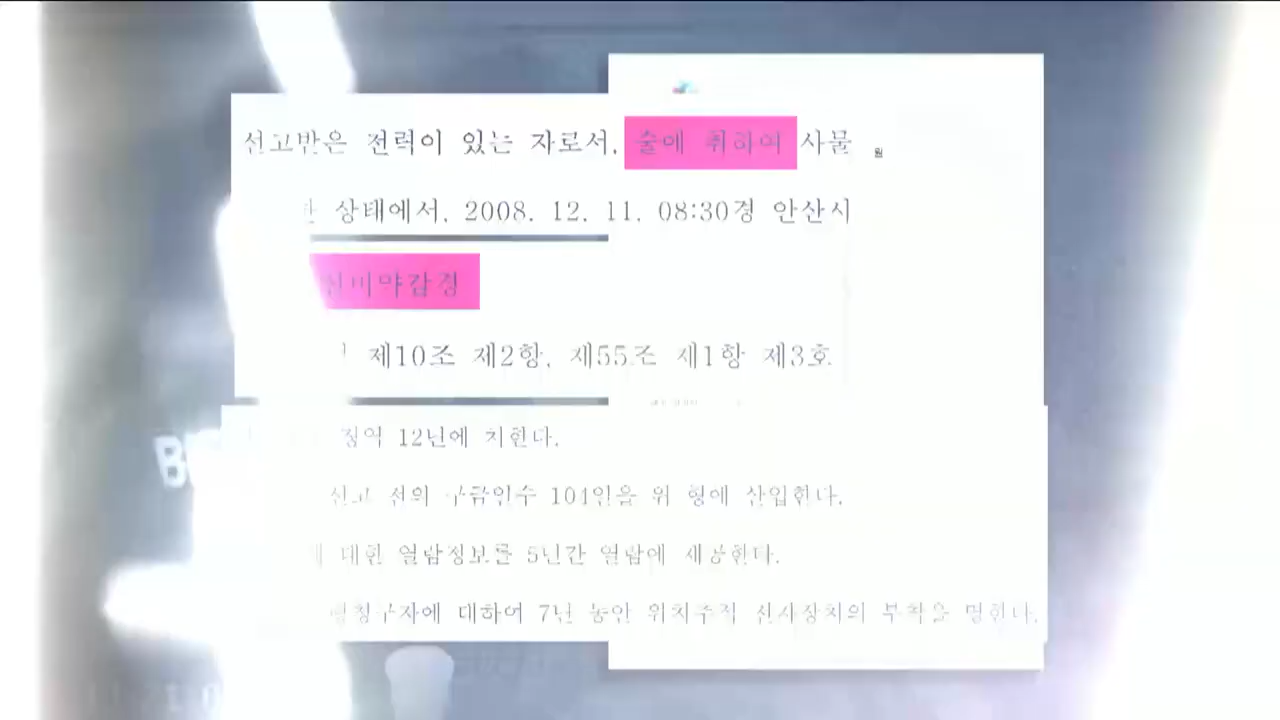 선고받은 전력이 있는 자로서, 술에 취하여 사물
상태에서, 2008. 12. 11. 08:30경 안산시
심미약감경
제10조 제2항, 제55조 제1항 제3호
징역 12년에 처한다.
선고 전의 구금일수 101일을 위 형에 산입한다.
대한 열람정보를 5년간 열람에 제공한다.
령청구자에 대하여 7년 동안 위치추적 전자장치의 부착을 명한다.